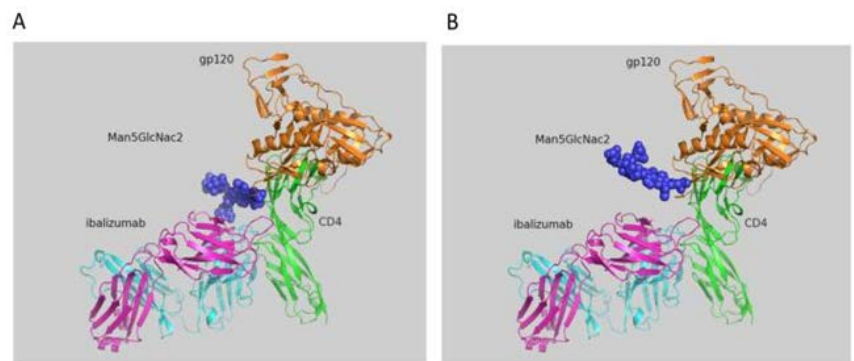 A
B
gp120
Man5GlcNac2
ibalizumab
CD4
gp120
Man5GlcNac2
ibalizumab
CD4